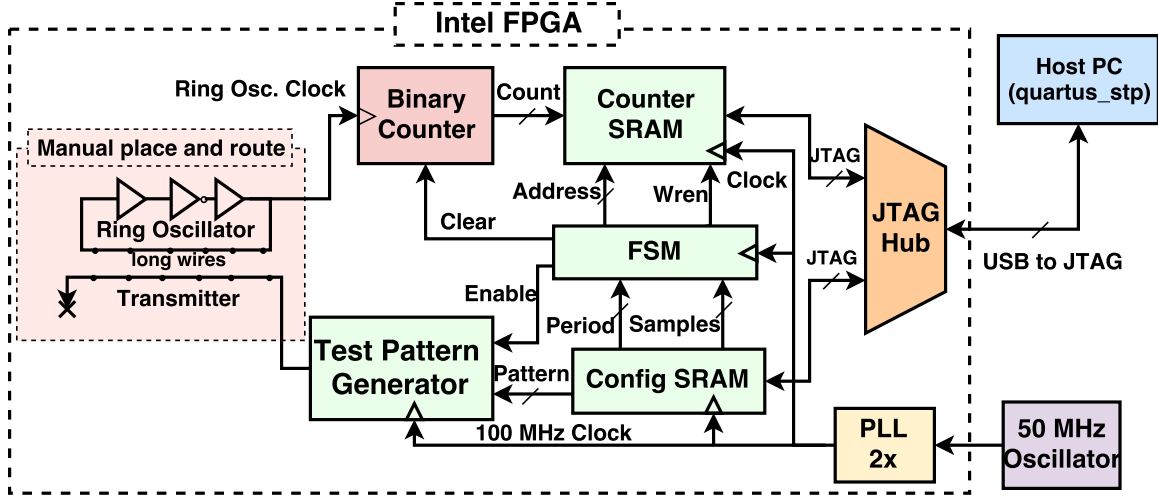 Intel FPGA
Host PC
(quartus_stp)
Ring Osc. Clock
Binary
Counter
Count
Counter
SRAM
Manual place and route
JTAG
Address
Wren
Clock
Ring Oscillator
long wires
Transmitter
Clear
FSM
JTAG
Hub
USB to JTAG
JTAG
Enable
Period
Samples
Test Pattern
Generator
Pattern
Config SRAM
100 MHz Clock
PLL
2x
50 MHz
Oscillator